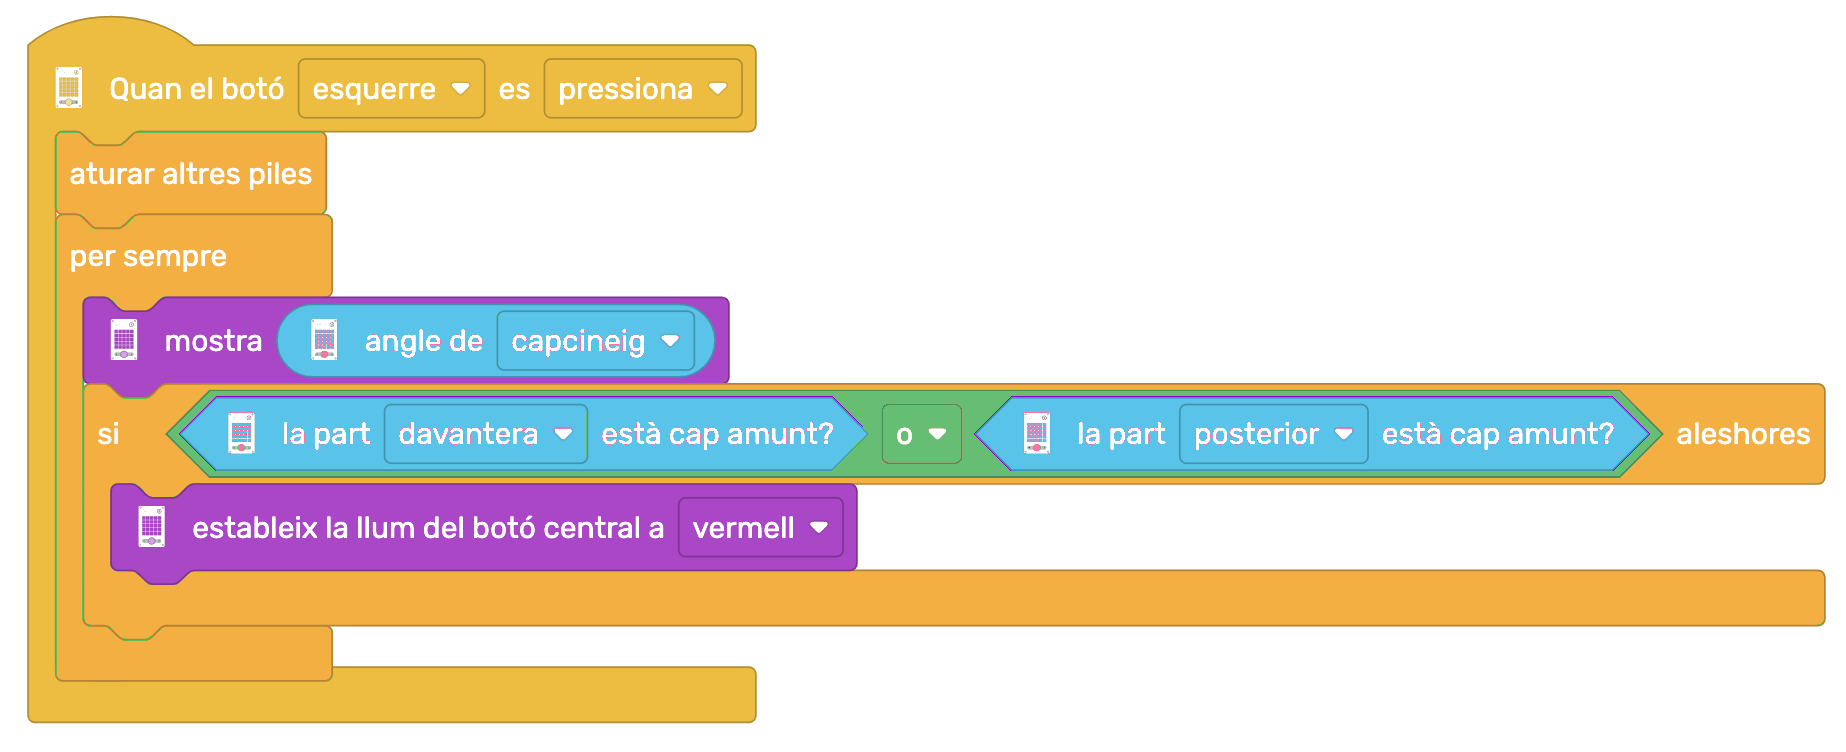 Quan el botó esquerre es pressiona
aturar altres piles
per sempre
mostra angle de capcineig
si la part davantera està cap amunt? o la part posterior està cap amunt? aleshores
estableix la llum del botó central a vermell